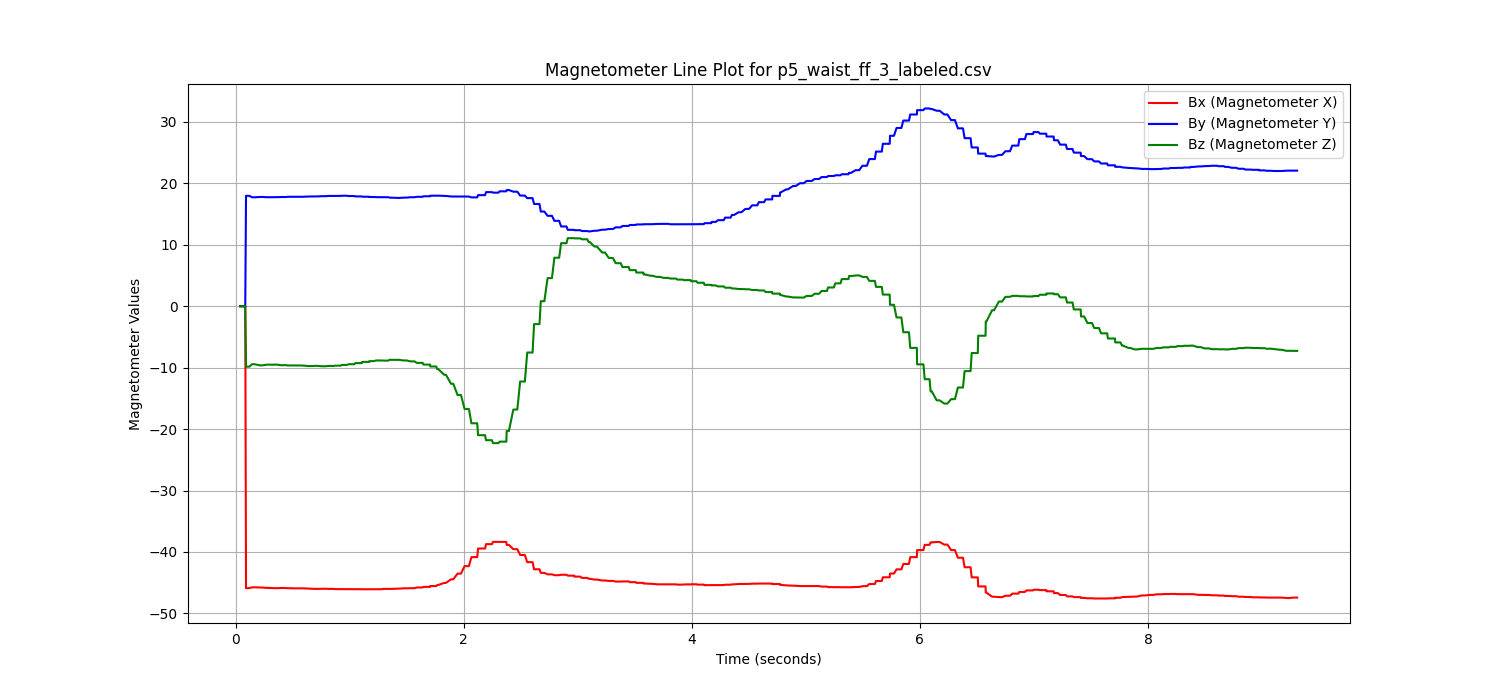 Magnetometer Line Plot for p5_waist_ff_3_labeled.csv
Bx (Magnetometer X)
By (Magnetometer Y)
Bz (Magnetometer Z)
Magnetometer Values
30
20
10
0
−10
−20
−30
−40
−50
0 2 4 6 8
Time (seconds)